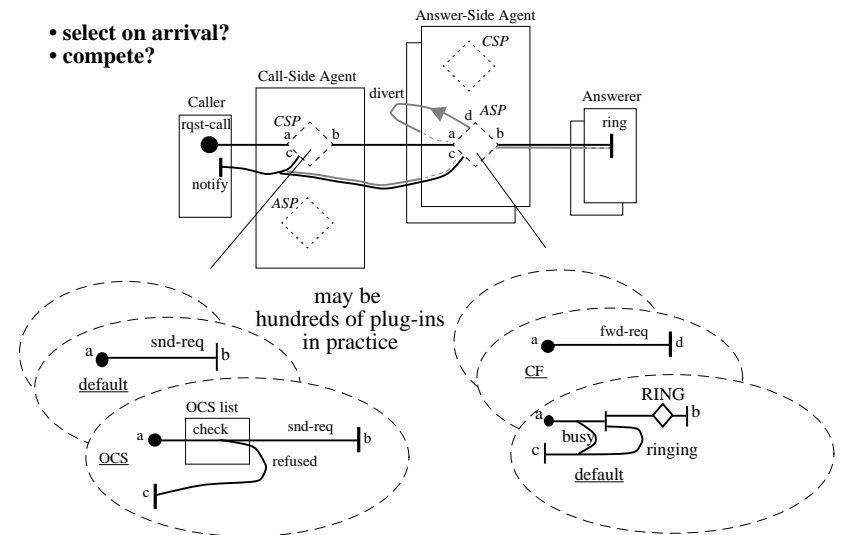 • select on arrival?
• compete?
Answer-Side Agent
CSP
Call-Side Agent
divert
d
ASP
Caller
Answerer
rqst-call
CSP
a
b
c
a
b
c
ring
notify
ASP
may be
hundreds of plug-ins
in practice
a
snd-req
b
default
OCS list
a
check
snd-req
b
OCS
refused
c
a
fwd-req
d
CF
RING
a
b
busy
c
ringing
default